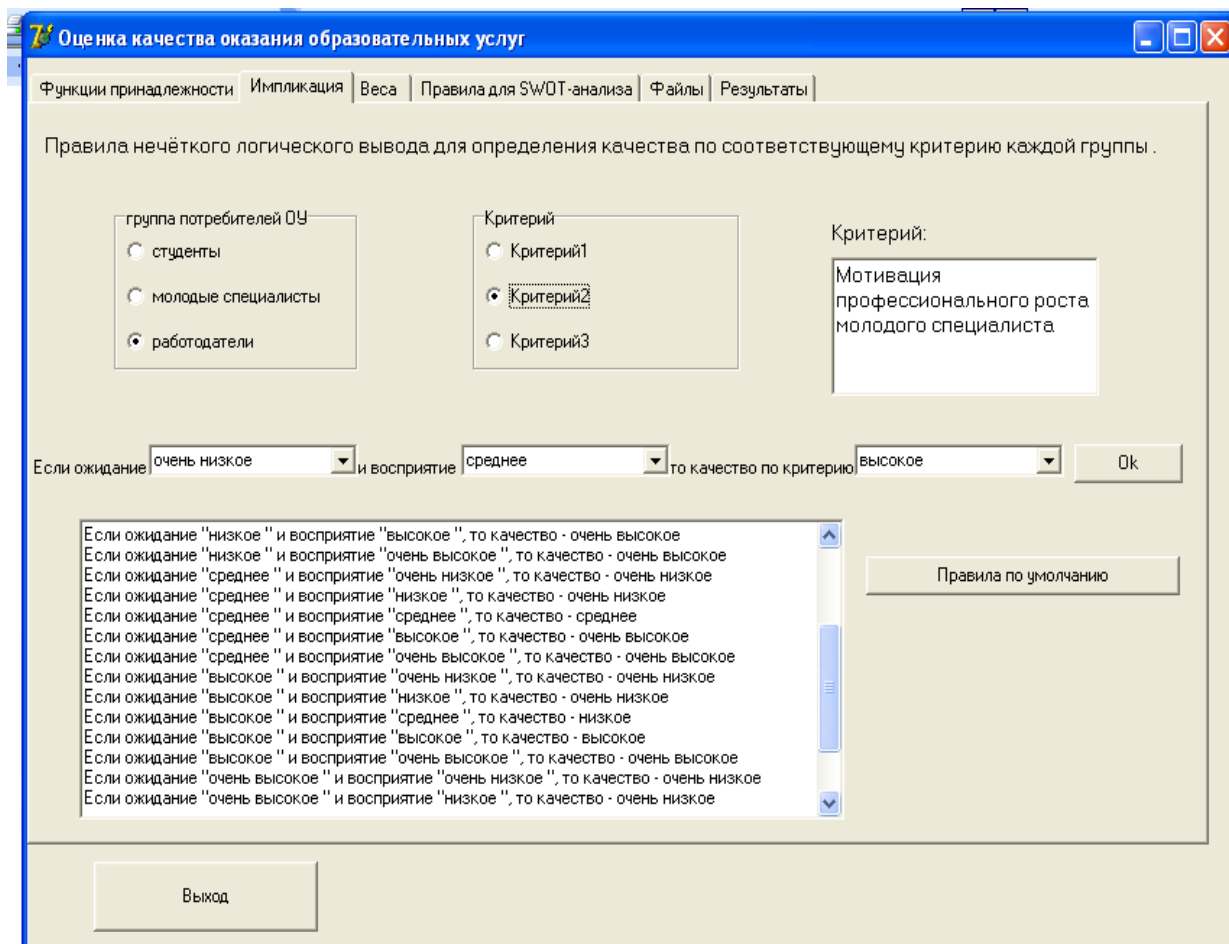 Оценка качества оказания образовательных услуг
Функции принадлежности Импликация Веса Правила для SWOT-анализа Файлы Результаты
Правила нечёткого логического вывода для определения качества по соответствующему критерию каждой группы .
группа потребителей ОУ
студенты
молодые специалисты
работодатели
Критерий
Критерий1
Критерий2
Критерий3
Критерий:
Мотивация
профессионального роста
молодого специалиста
Если ожидание очень низкое и восприятие среднее то качество по критерию высокое Ok
Если ожидание "низкое " и восприятие "высокое ", то качество - очень высокое
Если ожидание "низкое " и восприятие "очень высокое ", то качество - очень высокое
Если ожидание "среднее " и восприятие "очень низкое ", то качество - очень низкое
Если ожидание "среднее " и восприятие "низкое ", то качество - очень низкое
Если ожидание "среднее " и восприятие "среднее ", то качество - среднее
Если ожидание "среднее " и восприятие "высокое ", то качество - очень высокое
Если ожидание "среднее " и восприятие "очень высокое ", то качество - очень высокое
Если ожидание "высокое " и восприятие "очень низкое ", то качество - очень низкое
Если ожидание "высокое " и восприятие "низкое ", то качество - очень низкое
Если ожидание "высокое " и восприятие "среднее ", то качество - низкое
Если ожидание "высокое " и восприятие "высокое ", то качество - высокое
Если ожидание "высокое " и восприятие "очень высокое ", то качество - очень высокое
Если ожидание "очень высокое " и восприятие "очень низкое ", то качество - очень низкое
Если ожидание "очень высокое " и восприятие "низкое ", то качество - очень низкое
Правила по умолчанию
Выход